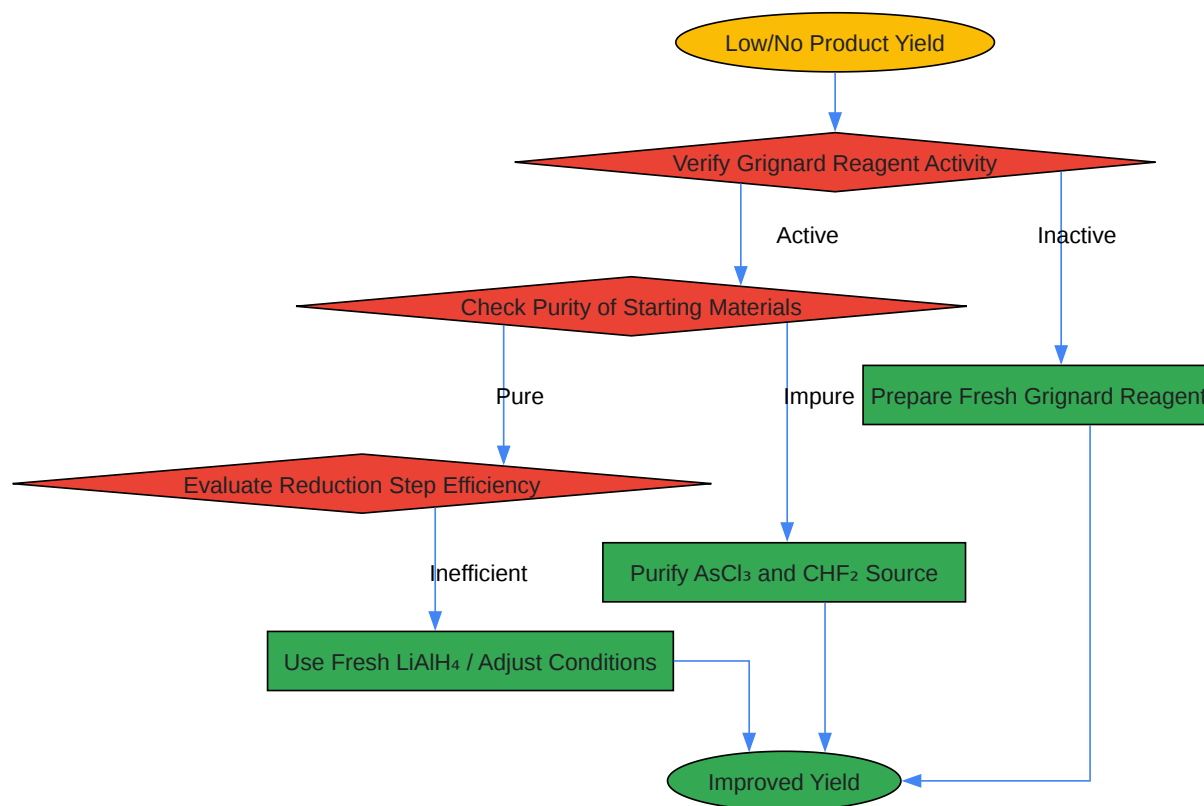 Low/No Product Yield
Verify Grignard Reagent Activity
Active
Inactive
Check Purity of Starting Materials
Pure
Impure
Prepare Fresh Grignard Reagent
Evaluate Reduction Step Efficiency
Inefficient
Purify AsCl₃ and CHF₂ Source
Use Fresh LiAlH₄ / Adjust Conditions
Improved Yield